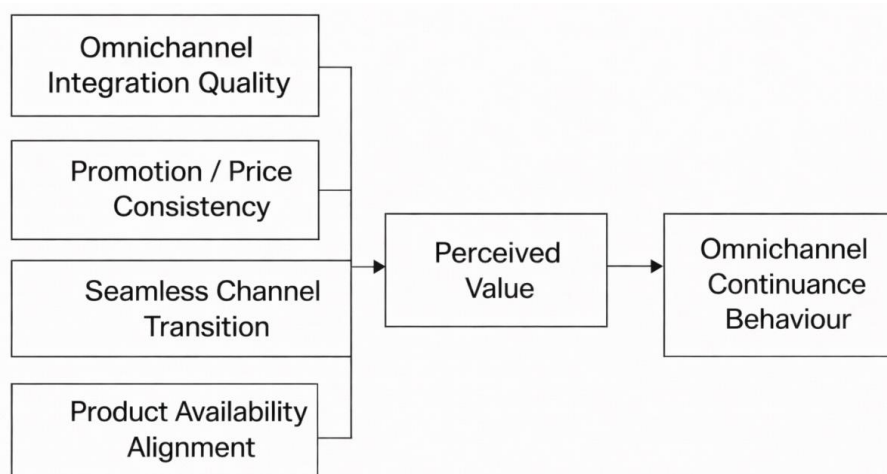 Omnichannel
Integration Quality
Promotion / Price
Consistency
Seamless Channel
Transition
Product Availability
Alignment
Perceived
Value
Omnichannel
Continuance
Behaviour